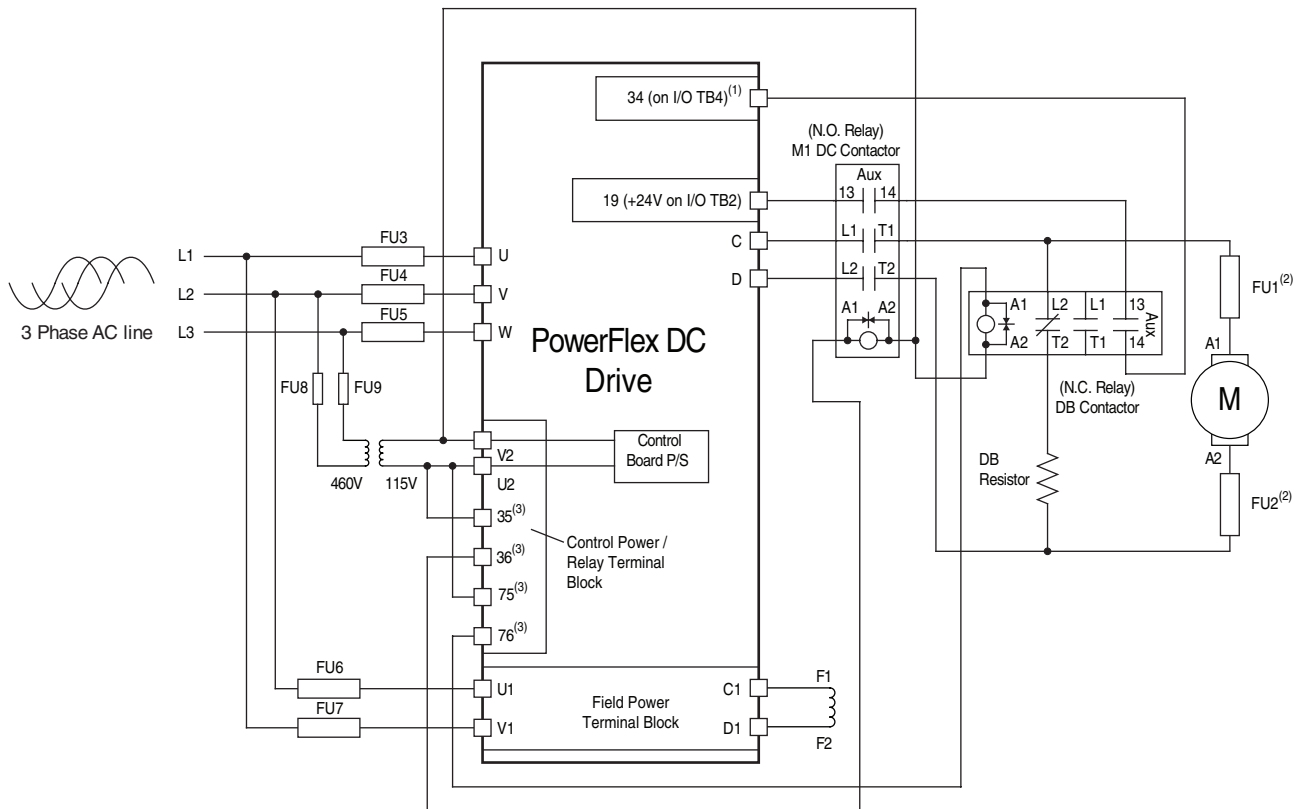 34 (on I/O TB4)(1)
(N.O. Relay)
M1 DC Contactor
Aux
13 14
19 (+24V on I/O TB2)
C
L1 T1
D
L2 T2
A1 A2
3 Phase AC line
L1
L2
L3
FU3
FU4
FU5
U
V
W
PowerFlex DC
Drive
FU8
FU9
460V
115V
V2
U2
Control
Board P/S
35(3)
36(3)
75(3)
76(3)
Control Power /
Relay Terminal
Block
A1
A2
L2
T2
L1
T1
13
14
Aux
(N.C. Relay)
DB Contactor
DB
Resistor
FU1(2)
A1
M
A2
FU2(2)
FU6
FU7
U1
V1
Field Power
Terminal Block
C1
D1
F1
F2